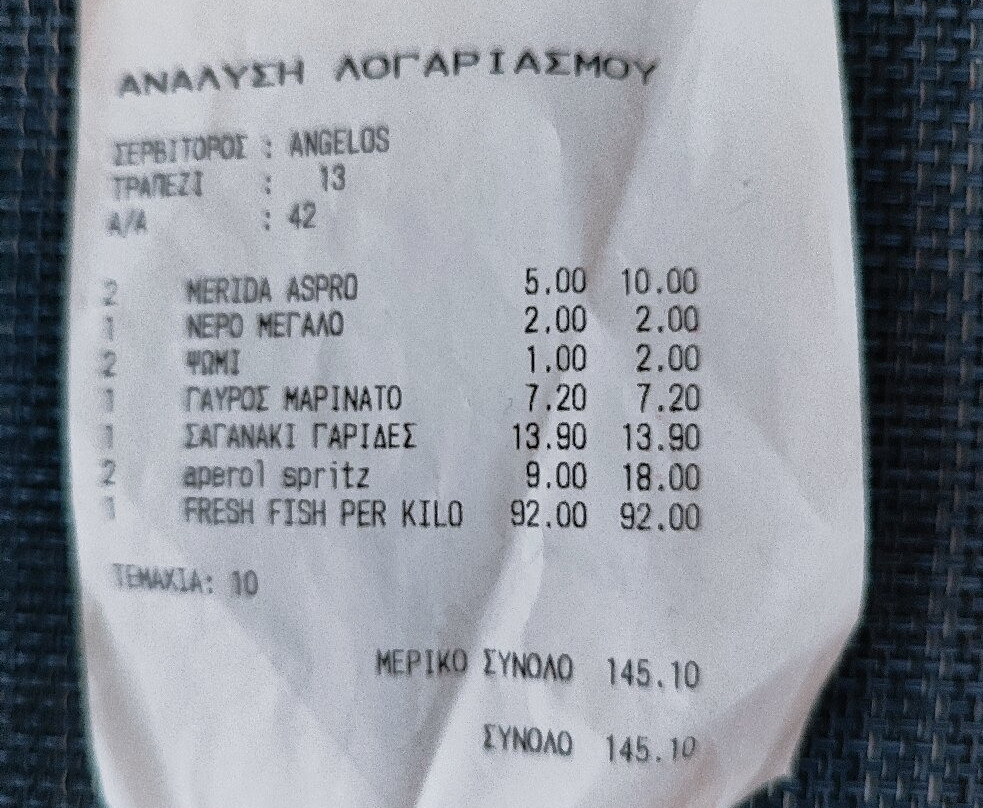 ΑΝΑΛΥΣΗ ΛΟΓΑΡΙΑΣΜΟΥ
ΣΕΡΒΙΤΟΡΟΣ : ANGELOS
ΤΡΑΠΕΖΙ : 13
Α/Α : 42
2 MERIDA ASPRO 5.00 10.00
1 ΝΕΡΟ ΜΕΓΑΛΟ 2.00 2.00
2 ΨΩΜΙ 1.00 2.00
1 ΓΑΥΡΟΣ ΜΑΡΙΝΑΤΟ 7.20 7.20
1 ΣΑΓΑΝΑΚΙ ΓΑΡΙΔΕΣ 13.90 13.90
2 aperol spritz 9.00 18.00
1 FRESH FISH PER KILO 92.00 92.00
ΤΕΜΑΧΙΑ: 10
ΜΕΡΙΚΟ ΣΥΝΟΛΟ 145.10
ΣΥΝΟΛΟ 145.10